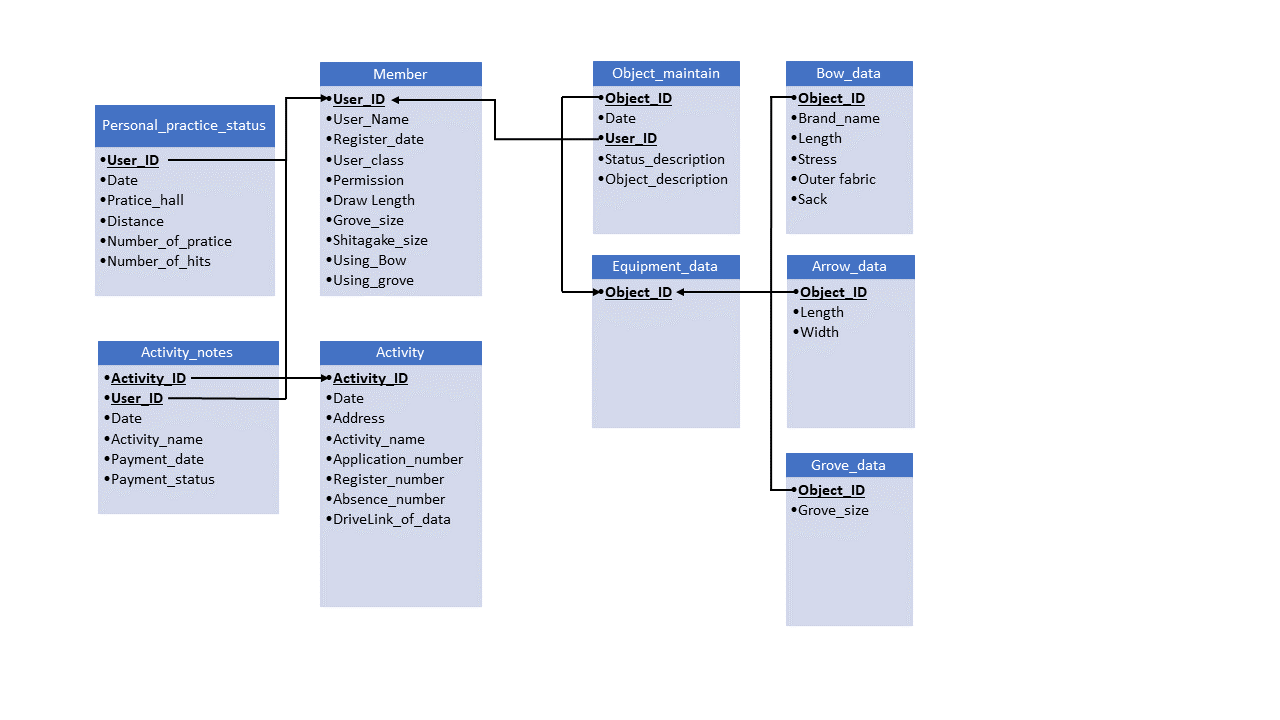 Personal_practice_status
•User_ID
•Date
•Pratice_hall
•Distance
•Number_of_pratice
•Number_of_hits
Member
•User_ID
•User_Name
•Register_date
•User_class
•Permission
•Draw Length
•Grove_size
•Shitagake_size
•Using_Bow
•Using_grove
Object_maintain
•Object_ID
•Date
•User_ID
•Status_description
•Object_description
Bow_data
•Object_ID
•Brand_name
•Length
•Stress
•Outer fabric
•Sack
Equipment_data
•Object_ID
Arrow_data
•Object_ID
•Length
•Width
Activity_notes
•Activity_ID
•User_ID
•Date
•Activity_name
•Payment_date
•Payment_status
Activity
•Activity_ID
•Date
•Address
•Activity_name
•Application_number
•Register_number
•Absence_number
•DriveLink_of_data
Grove_data
•Object_ID
•Grove_size